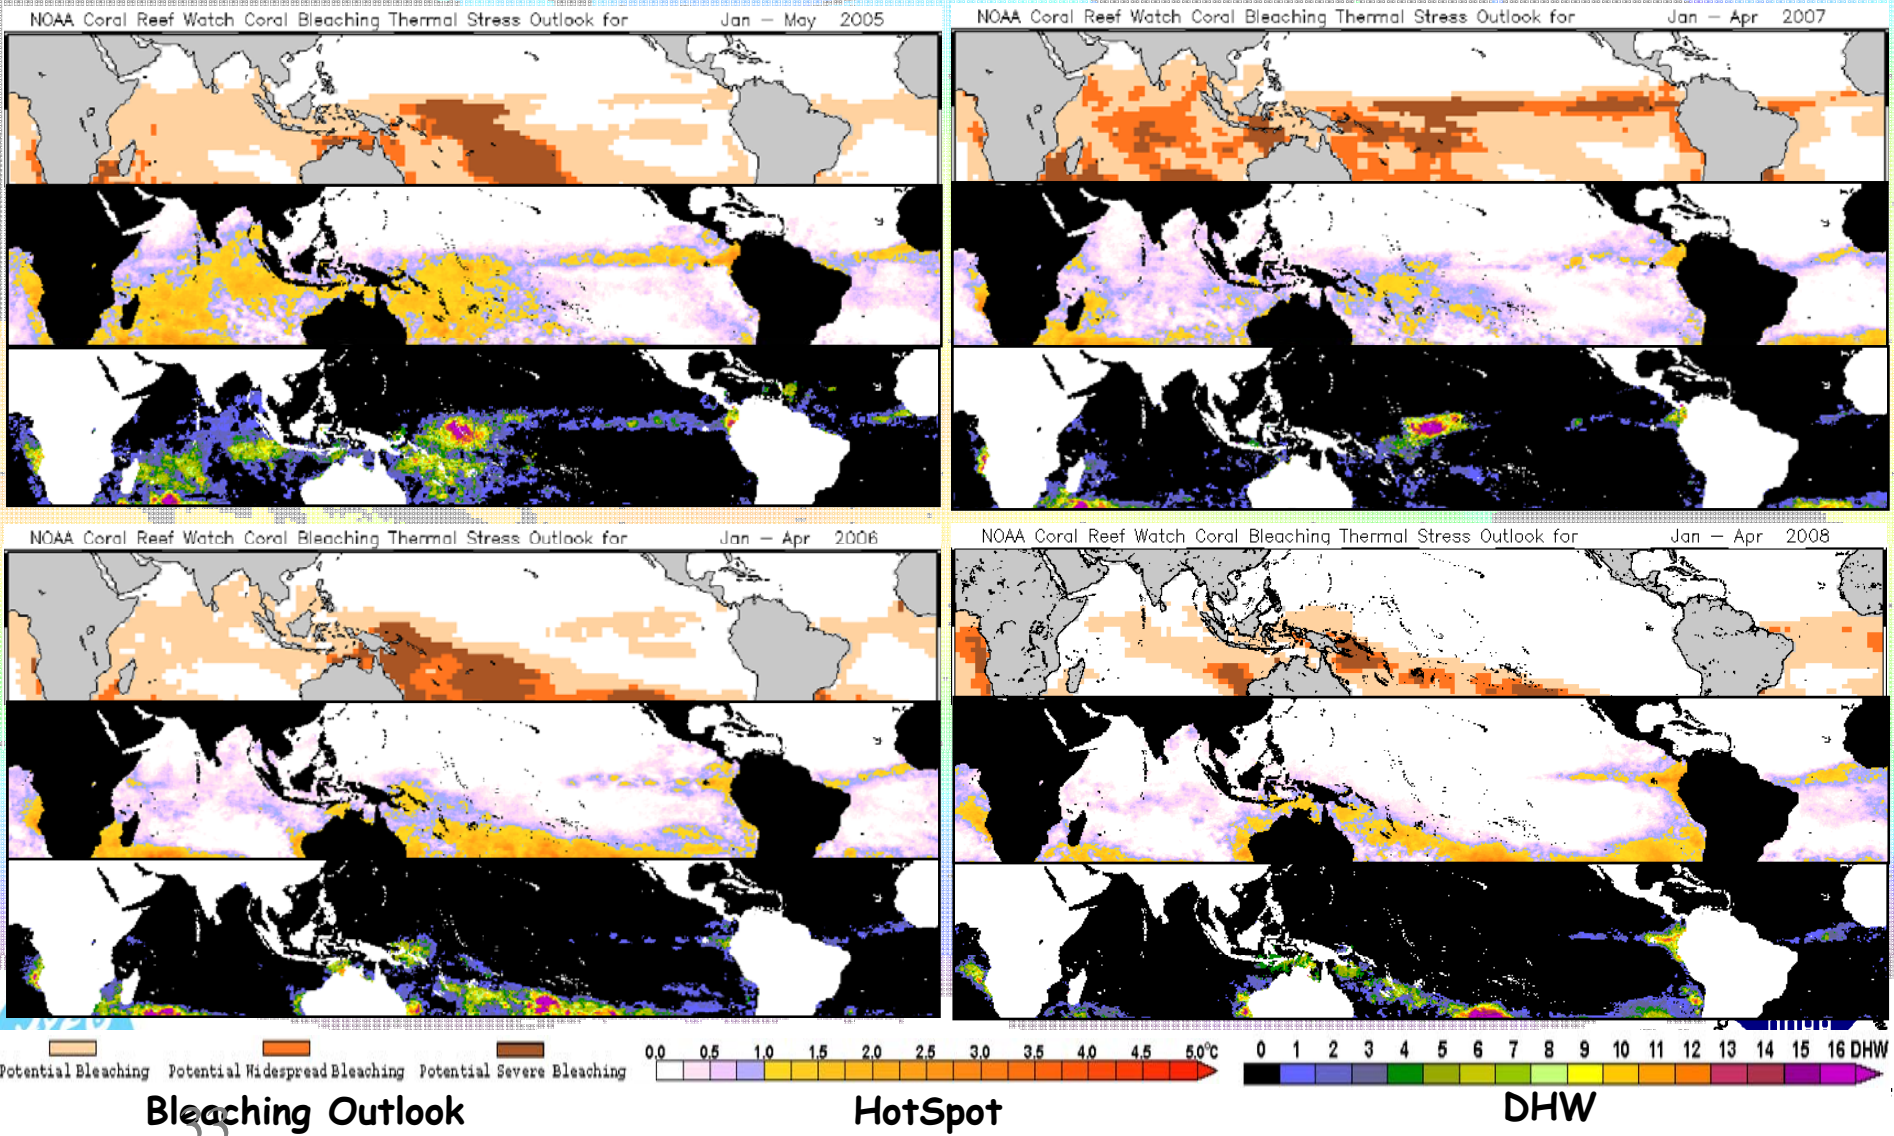 NOAA Coral Reef Watch Coral Bleaching Thermal Stress Outlook for Jan – May 2005
NOAA Coral Reef Watch Coral Bleaching Thermal Stress Outlook for Jan – Apr 2007
NOAA Coral Reef Watch Coral Bleaching Thermal Stress Outlook for Jan – Apr 2006
NOAA Coral Reef Watch Coral Bleaching Thermal Stress Outlook for Jan – Apr 2008
Potential Bleaching Potential Widespread Bleaching Potential Severe Bleaching
0.0 0.5 1.0 1.5 2.0 2.5 3.0 3.5 4.0 4.5 5.0°C
0 1 2 3 4 5 6 7 8 9 10 11 12 13 14 15 16 DHW
Bleaching Outlook
HotSpot
DHW
33